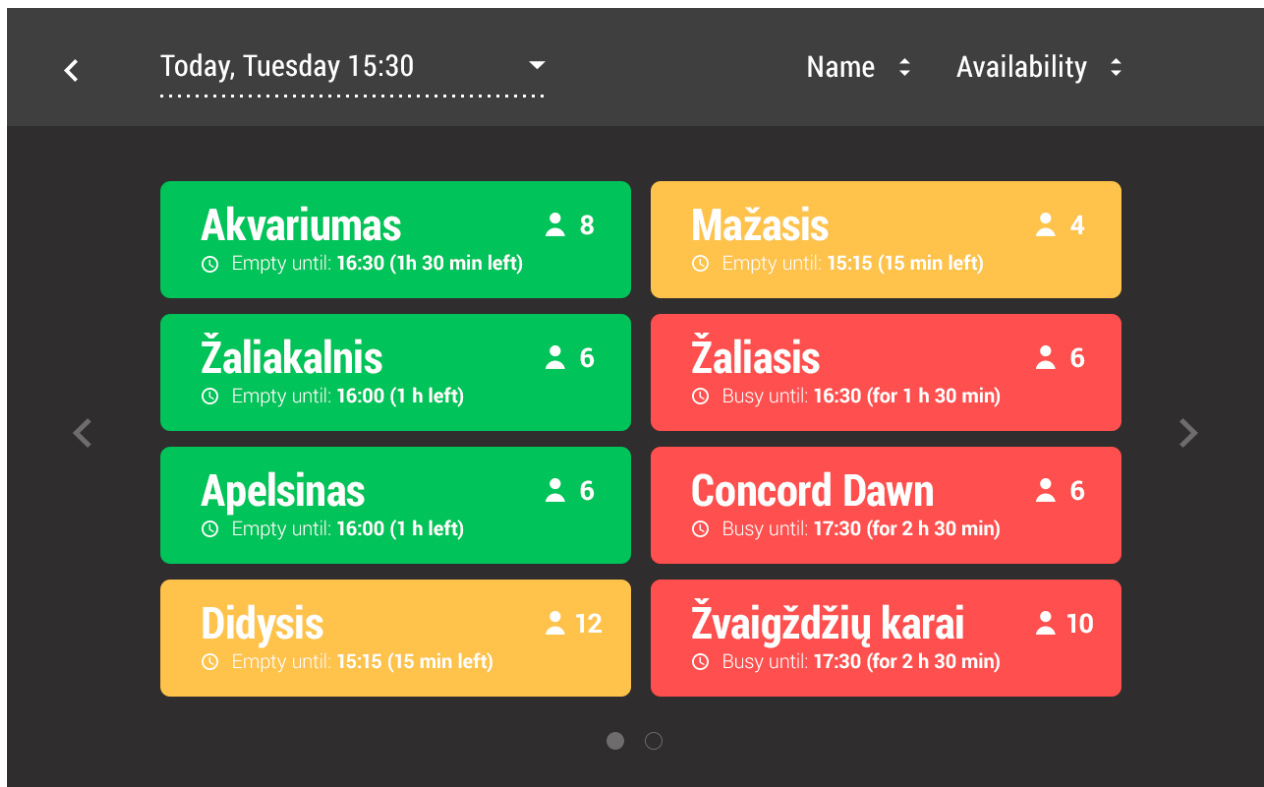 Today, Tuesday 15:30
Name
Availability
Akvariumas
8
Empty until: 16:30 (1h 30 min left)
Mažasis
4
Empty until: 15:15 (15 min left)
Žaliakalnis
6
Empty until: 16:00 (1 h left)
Žaliasis
6
Busy until: 16:30 (for 1 h 30 min)
Apelsinas
6
Empty until: 16:00 (1 h left)
Concord Dawn
6
Busy until: 17:30 (for 2 h 30 min)
Didysis
12
Empty until: 15:15 (15 min left)
Žvaigždžių karai
10
Busy until: 17:30 (for 2 h 30 min)